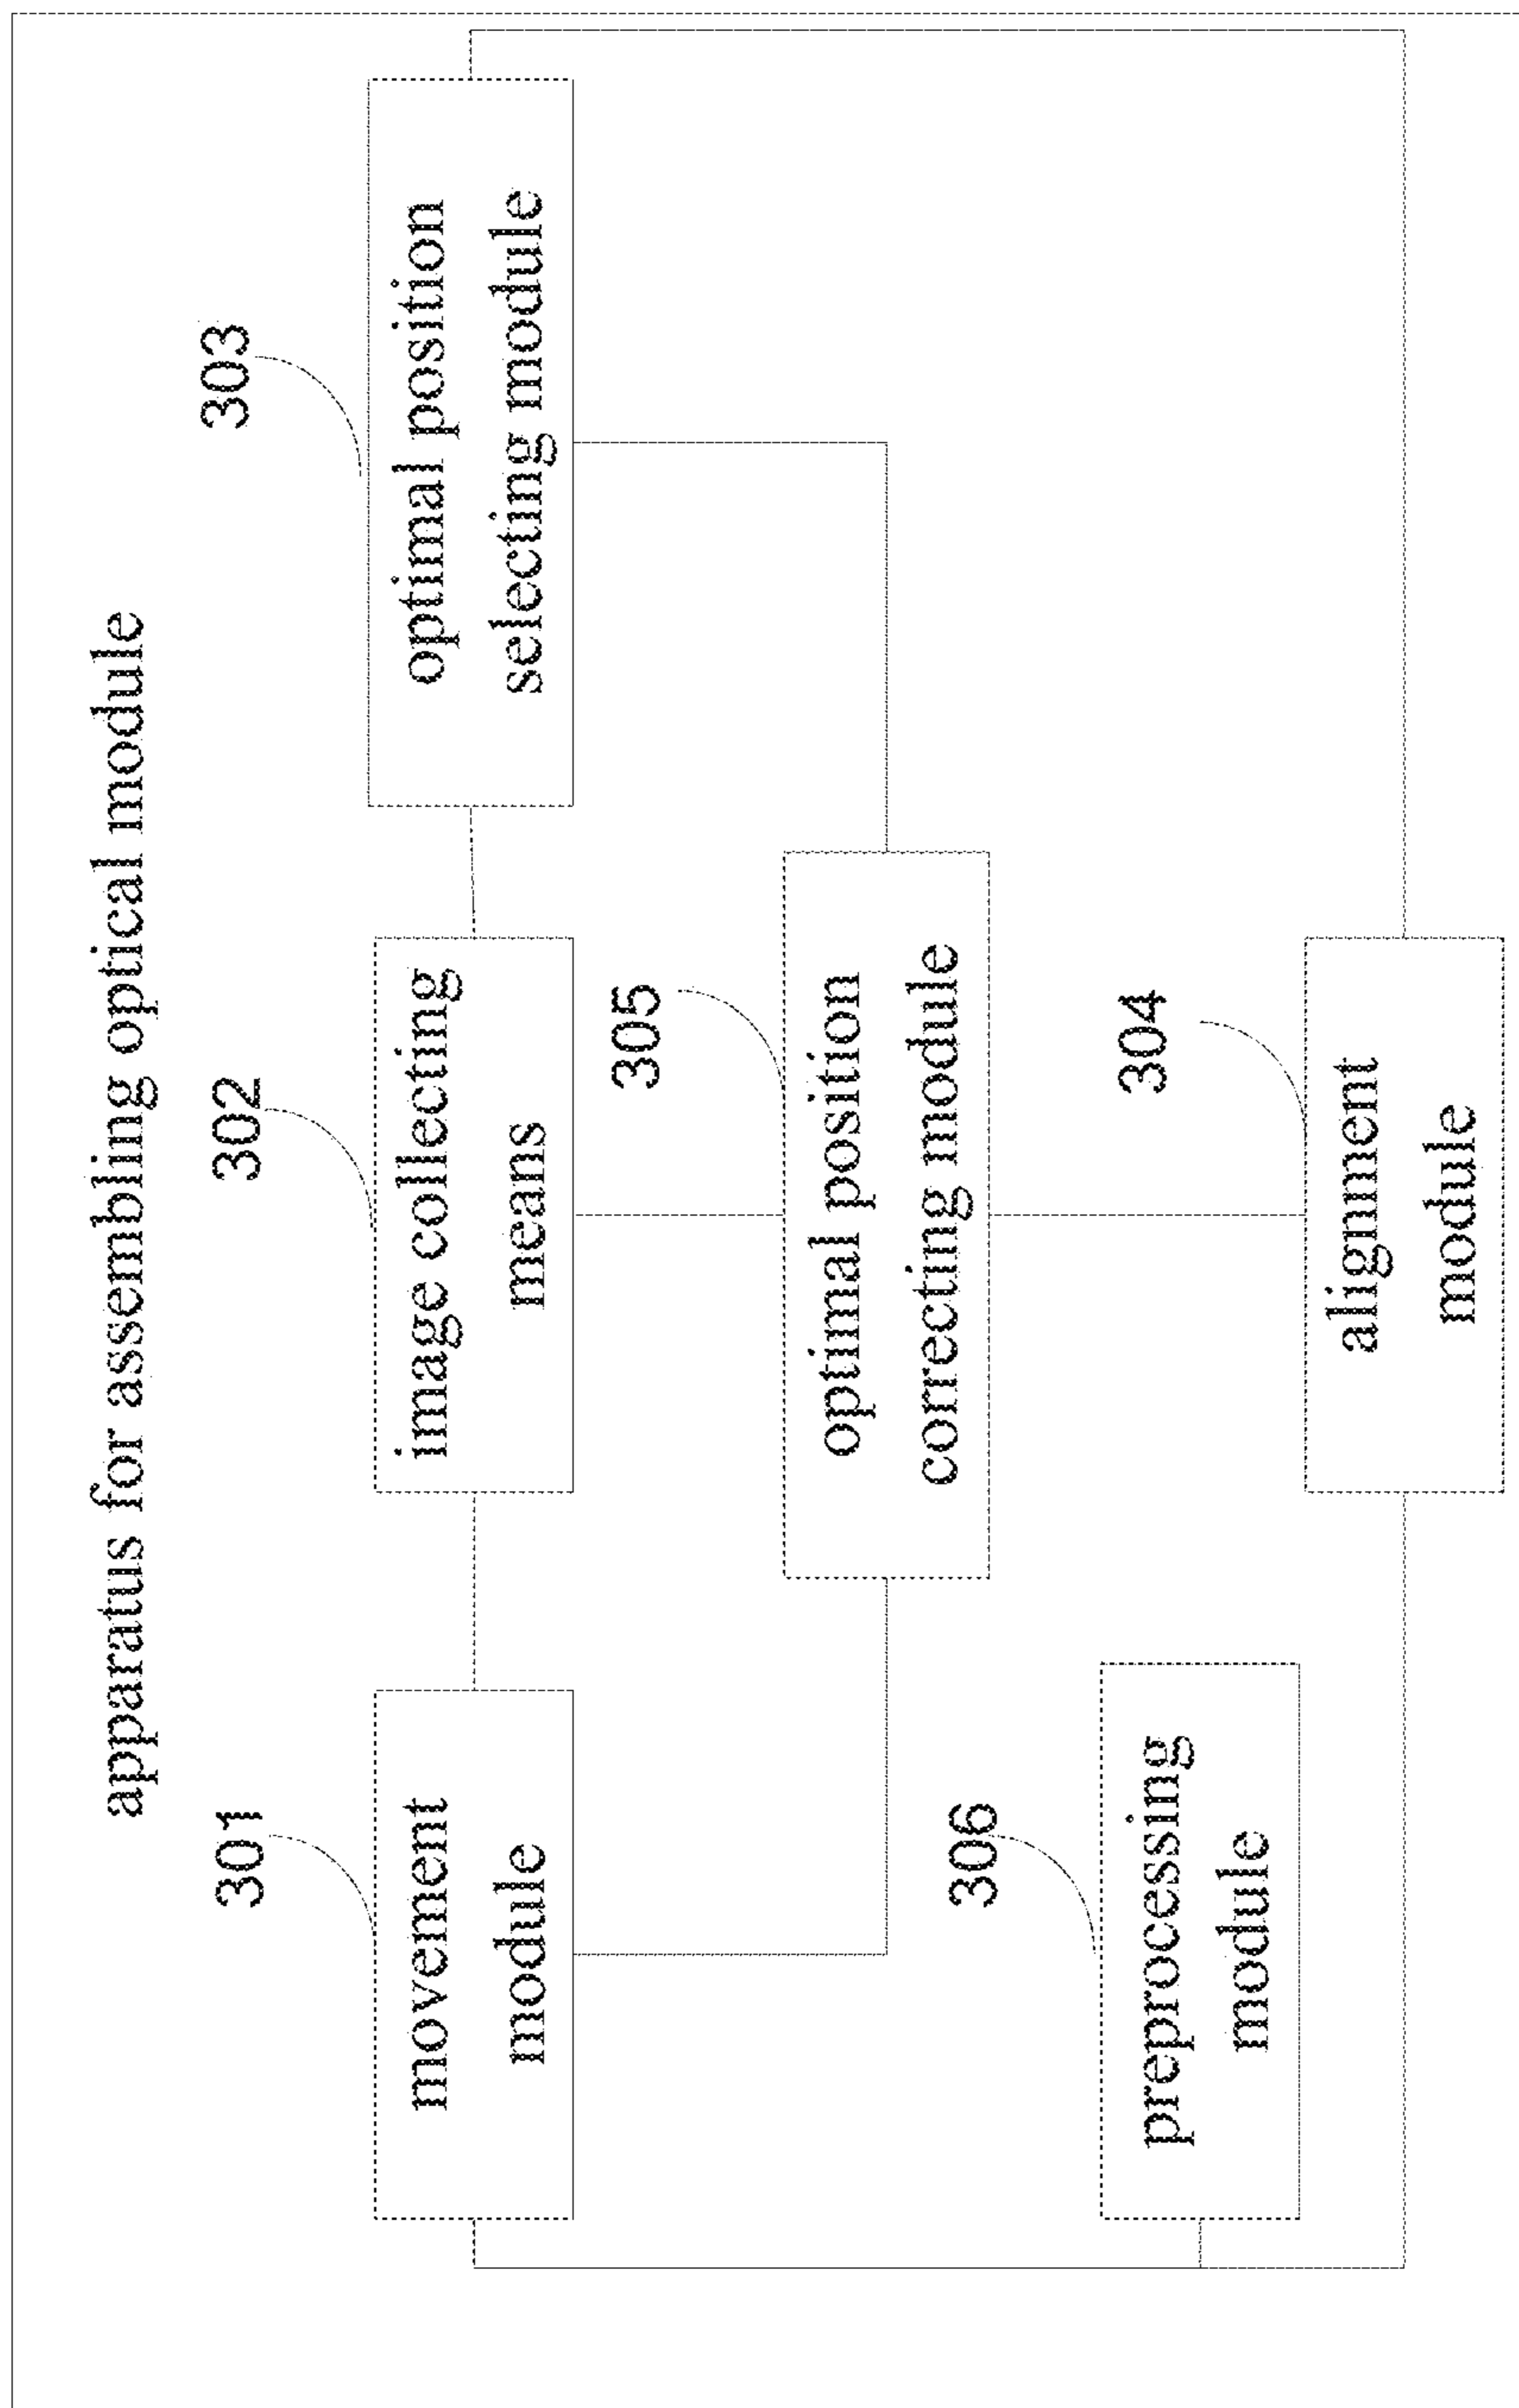 apparatus for assembling optical module
301
302
303
movement
module
image collecting
means
optimal position
selecting module
305
optimal position
correcting module
306
preprocessing
module
304
alignment
module